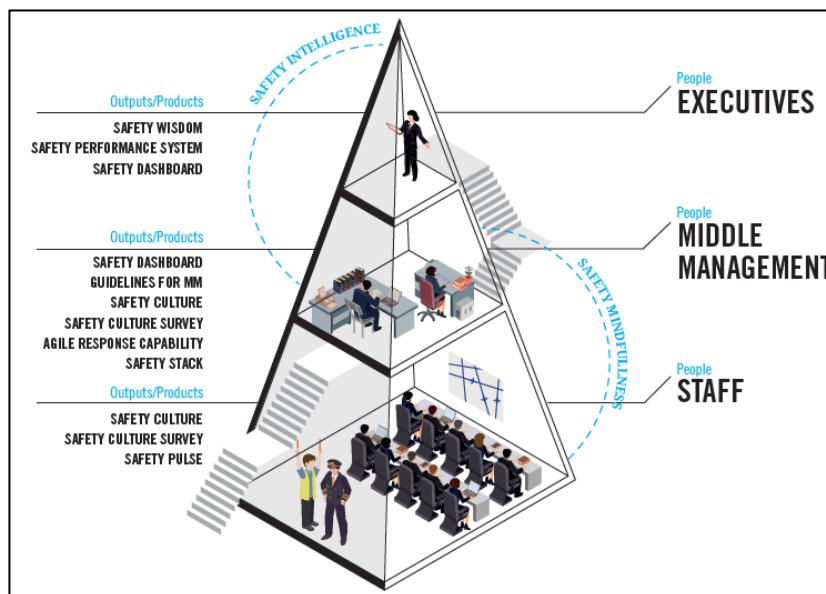 SAFETY INTELLIGENCE
People
EXECUTIVES
Outputs/Products
SAFETY WISDOM
SAFETY PERFORMANCE SYSTEM
SAFETY DASHBOARD
People
MIDDLE
MANAGEMENT
Outputs/Products
SAFETY DASHBOARD
GUIDELINES FOR MM
SAFETY CULTURE
SAFETY CULTURE SURVEY
AGILE RESPONSE CAPABILITY
SAFETY STACK
SAFETY MINDFULLNESS
People
STAFF
Outputs/Products
SAFETY CULTURE
SAFETY CULTURE SURVEY
SAFETY PULSE